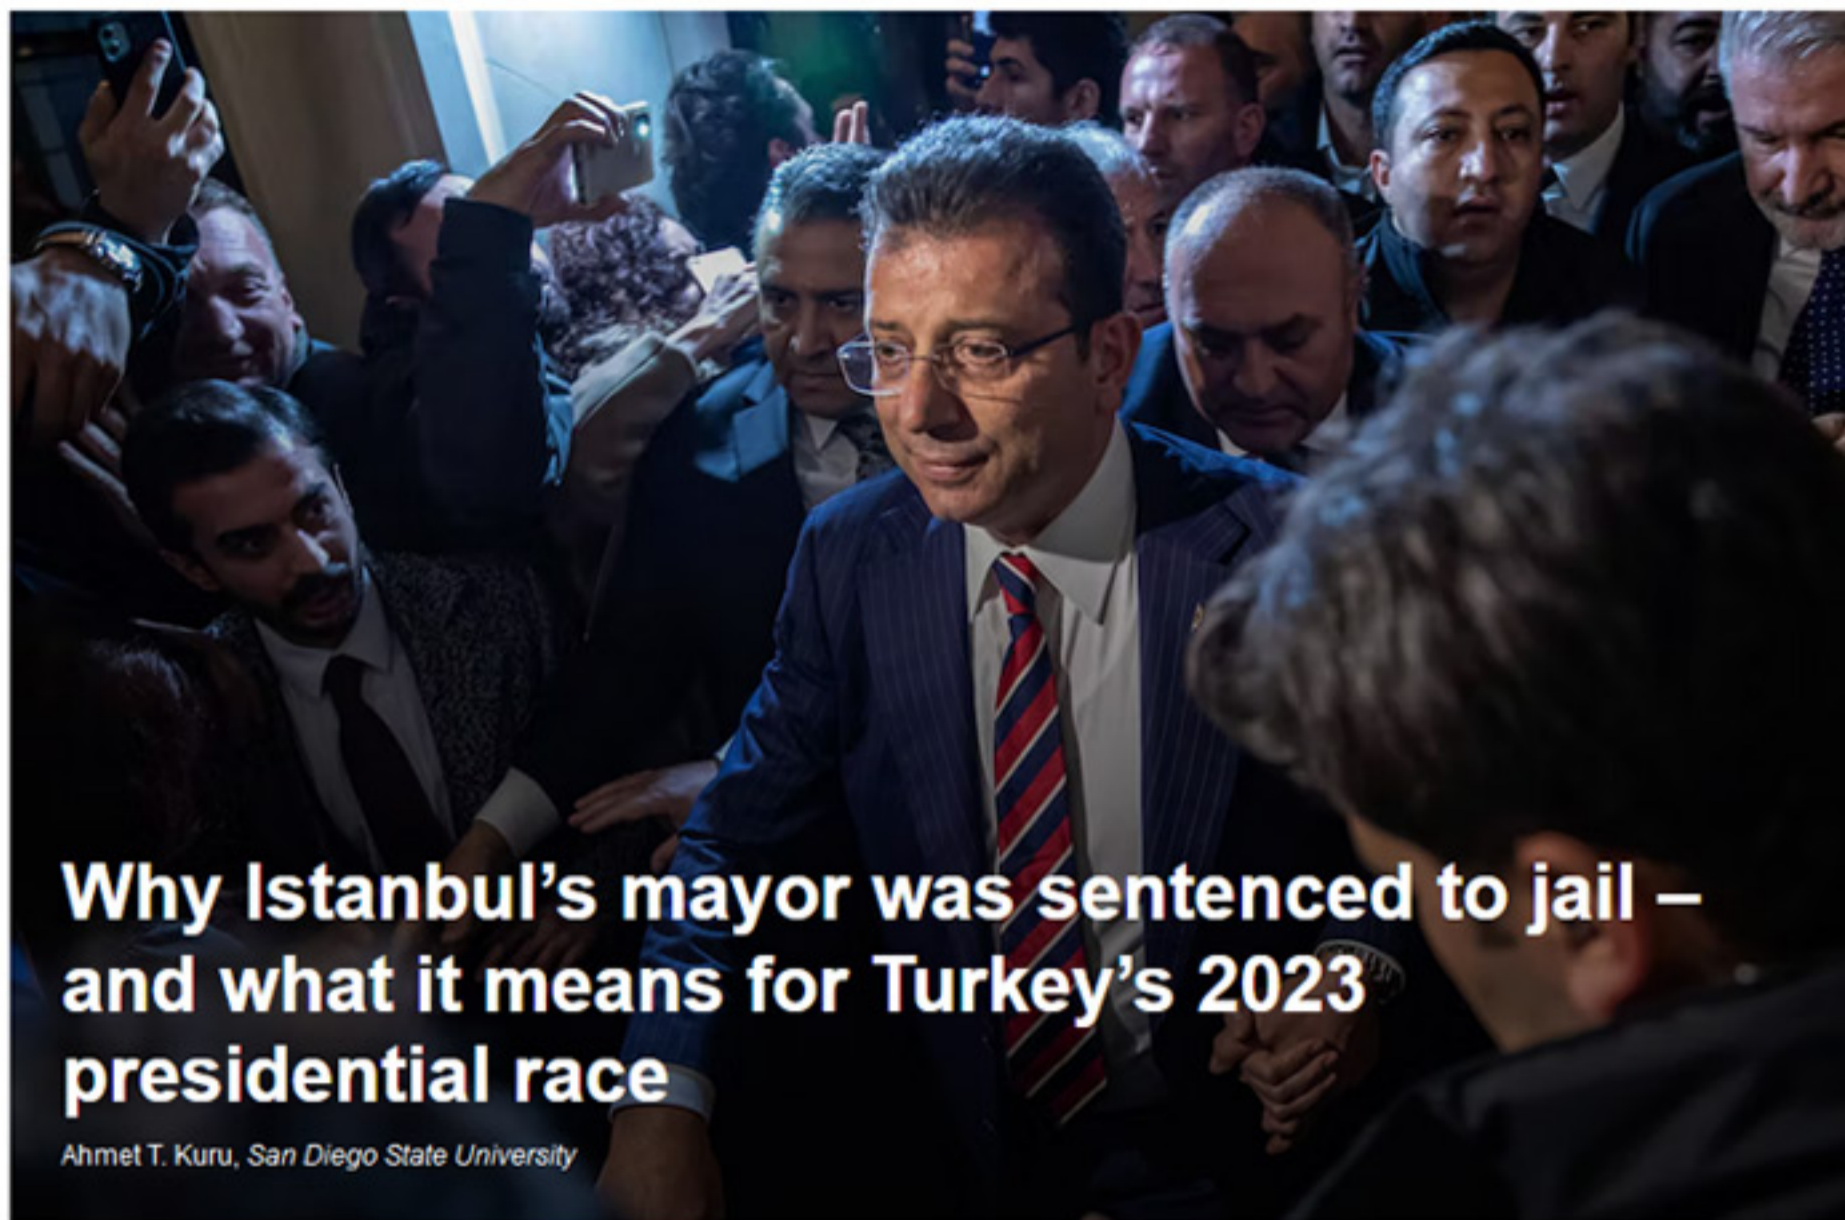 Why Istanbul’s mayor was sentenced to jail –
and what it means for Turkey’s 2023
presidential race
Ahmet T. Kuru, San Diego State University